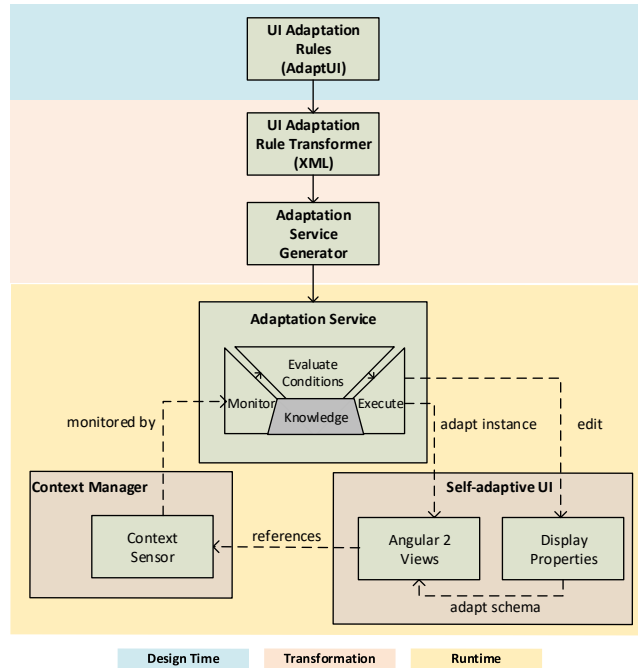 UI Adaptation
Rules
(AdaptUI)
UI Adaptation
Rule Transformer
(XML)
Adaptation
Service
Generator
Adaptation Service
Evaluate
Conditions
Monitor
Execute
Knowledge
monitored by
adapt instance
edit
Context Manager
Self-adaptive UI
Context
Sensor
references
Angular 2
Views
Display
Properties
adapt schema
Design Time
Transformation
Runtime